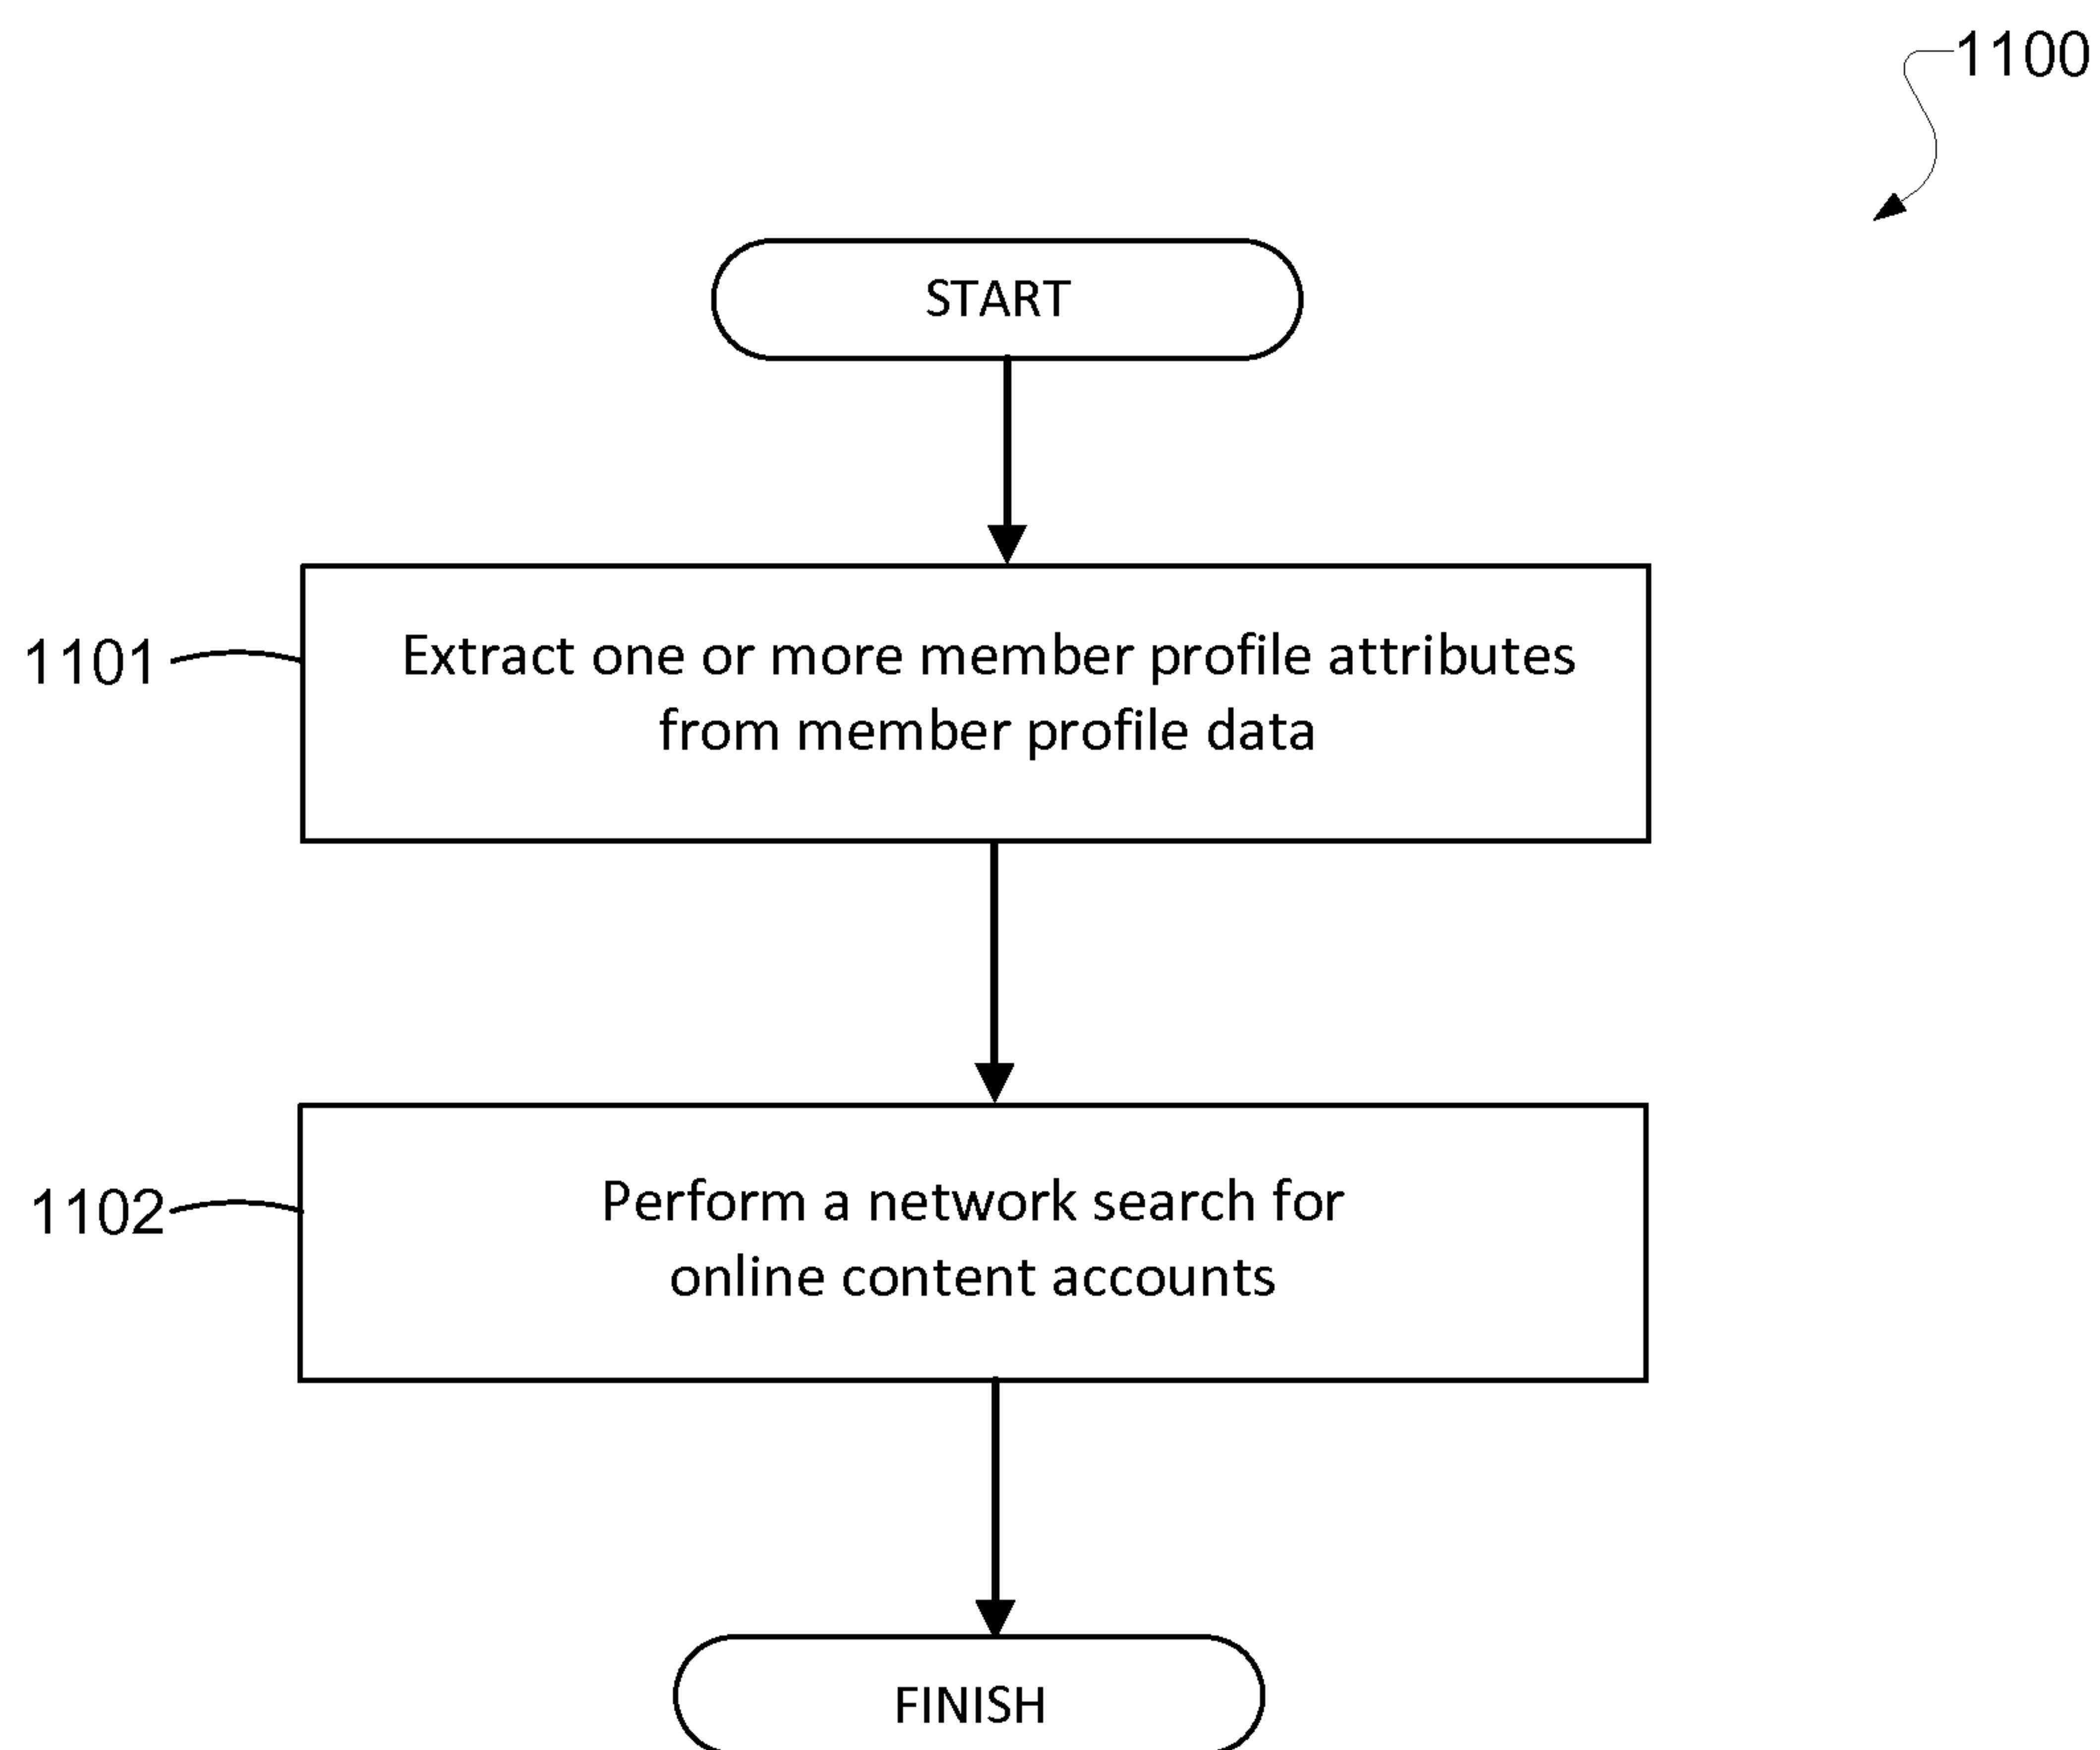 1100
START
1101
Extract one or more member profile attributes
from member profile data
1102
Perform a network search for
online content accounts
FINISH